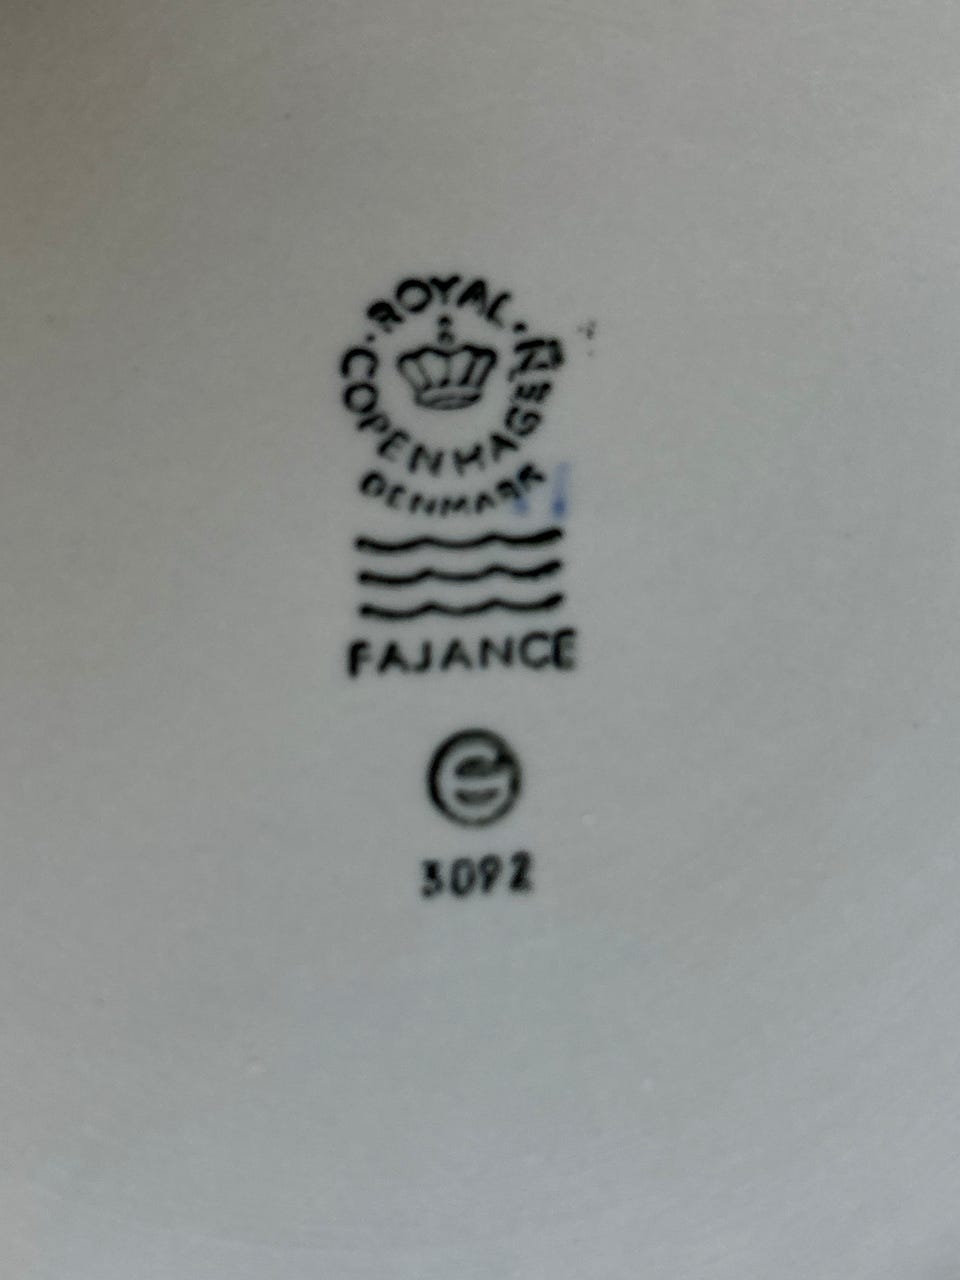 ROYAL
COPENHAGEN
DENMARK
FAJANCE
e
3092